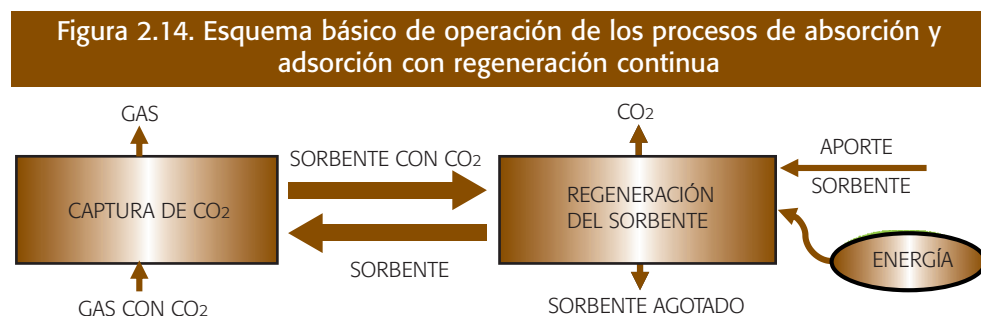 Figura 2.14. Esquema básico de operación de los procesos de absorción y
adsorción con regeneración continua
GAS
CO2
SORBENTE CON CO2
APORTE
SORBENTE
CAPTURA DE CO2
REGENERACIÓN
DEL SORBENTE
SORBENTE
ENERGÍA
GAS CON CO2
SORBENTE AGOTADO